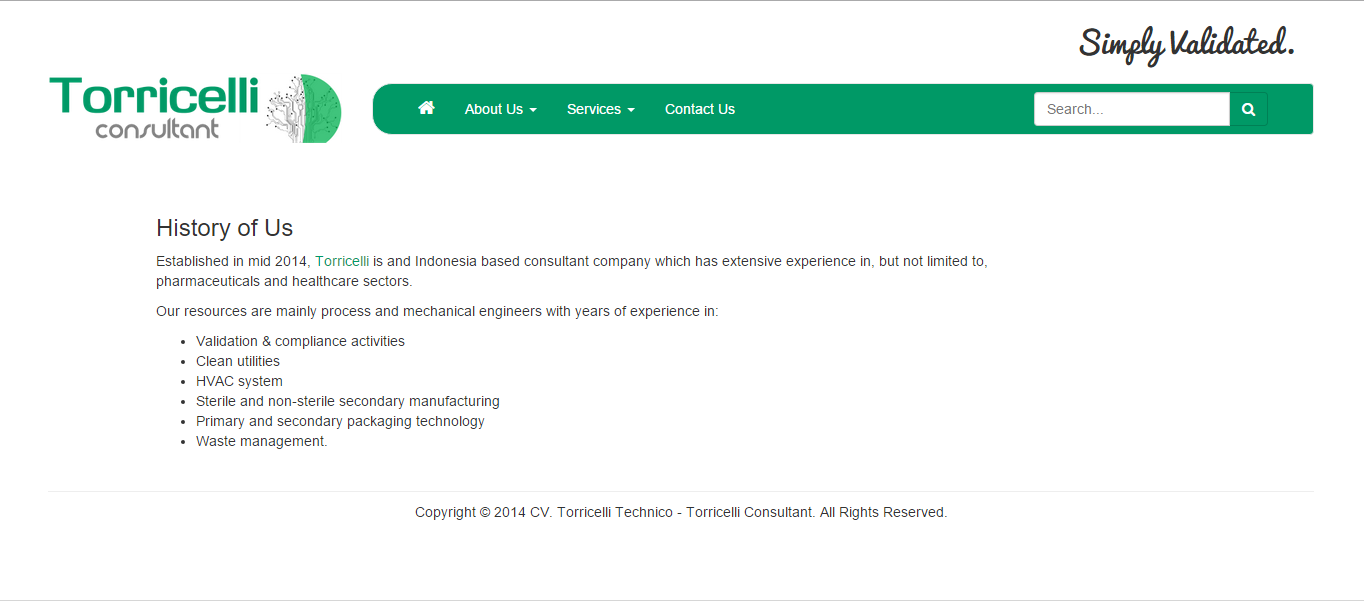 Simply Validated.
Torricelli
consultant
About Us
Services
Contact Us
Search...
History of Us
Established in mid 2014, Torricelli is and Indonesia based consultant company which has extensive experience in, but not limited to,
pharmaceuticals and healthcare sectors.
Our resources are mainly process and mechanical engineers with years of experience in:
• Validation & compliance activities
• Clean utilities
• HVAC system
• Sterile and non-sterile secondary manufacturing
• Primary and secondary packaging technology
• Waste management.
Copyright © 2014 CV. Torricelli Technico - Torricelli Consultant. All Rights Reserved.